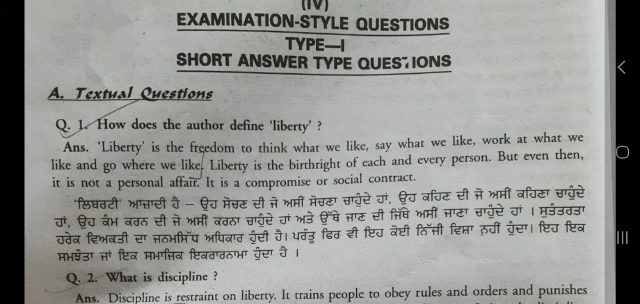 (IV)
EXAMINATION-STYLE QUESTIONS
TYPE—I
SHORT ANSWER TYPE QUESTIONS
A. Textual Questions
Q. 1. How does the author define 'liberty' ?
Ans. 'Liberty' is the freedom to think what we like, say what we like, work at what we
like and go where we like. Liberty is the birthright of each and every person. But even then,
it is not a personal affair. It is a compromise or social contract.
'ਲਿਬਰਟੀ' ਆਜ਼ਾਦੀ ਹੈ – ਉਹ ਸੋਚਣ ਦੀ ਜੋ ਅਸੀਂ ਸੋਚਣਾ ਚਾਹੁੰਦੇ ਹਾਂ, ਉਹ ਕਹਿਣ ਦੀ ਜੋ ਅਸੀਂ ਕਹਿਣਾ ਚਾਹੁੰਦੇ
ਹਾਂ, ਉਹ ਕੰਮ ਕਰਨ ਦੀ ਜੋ ਅਸੀਂ ਕਰਨਾ ਚਾਹੁੰਦੇ ਹਾਂ ਅਤੇ ਉੱਥੇ ਜਾਣ ਦੀ ਜਿੱਥੇ ਅਸੀਂ ਜਾਣਾ ਚਾਹੁੰਦੇ ਹਾਂ । ਸੁਤੰਤਰਤਾ
ਹਰੇਕ ਵਿਅਕਤੀ ਦਾ ਜਨਮਸਿੱਧ ਅਧਿਕਾਰ ਹੁੰਦੀ ਹੈ। ਪਰੰਤੂ ਫਿਰ ਵੀ ਇਹ ਕੋਈ ਨਿੱਜੀ ਵਿਸ਼ਾ ਨਹੀਂ ਹੁੰਦਾ। ਇਹ ਇਕ
ਸਮਝੌਤਾ ਜਾਂ ਇਕ ਸਮਾਜਿਕ ਇਕਰਾਰਨਾਮਾ ਹੁੰਦਾ ਹੈ ।
Q. 2. What is discipline ?
Ans. Discipline is restraint on liberty. It trains people to obey rules and orders and punishes